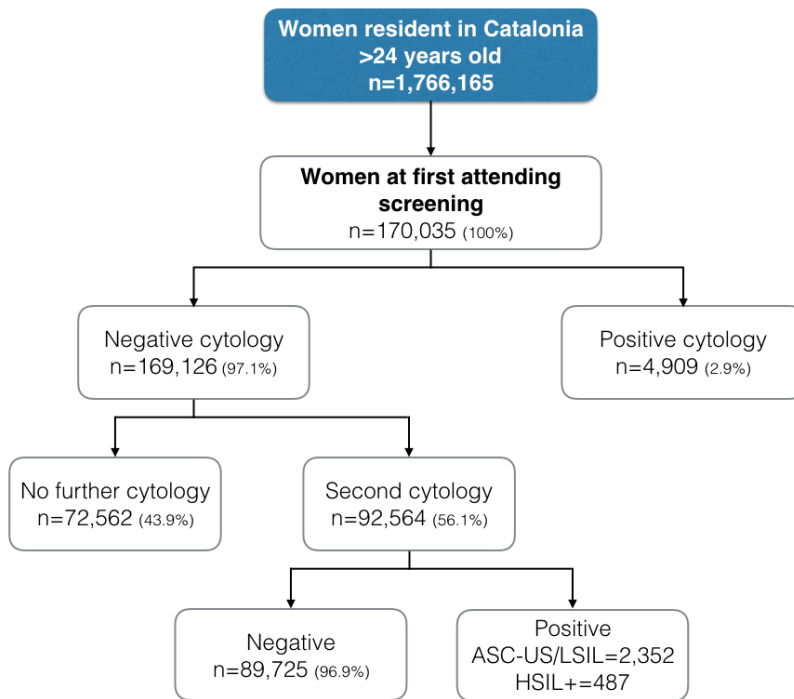 Women resident in Catalonia
>24 years old
n=1,766,165
Women at first attending
screening
n=170,035 (100%)
Negative cytology
n=169,126 (97.1%)
Positive cytology
n=4,909 (2.9%)
No further cytology
n=72,562 (43.9%)
Second cytology
n=92,564 (56.1%)
Negative
n=89,725 (96.9%)
Positive
ASC-US/LSIL=2,352
HSIL+=487